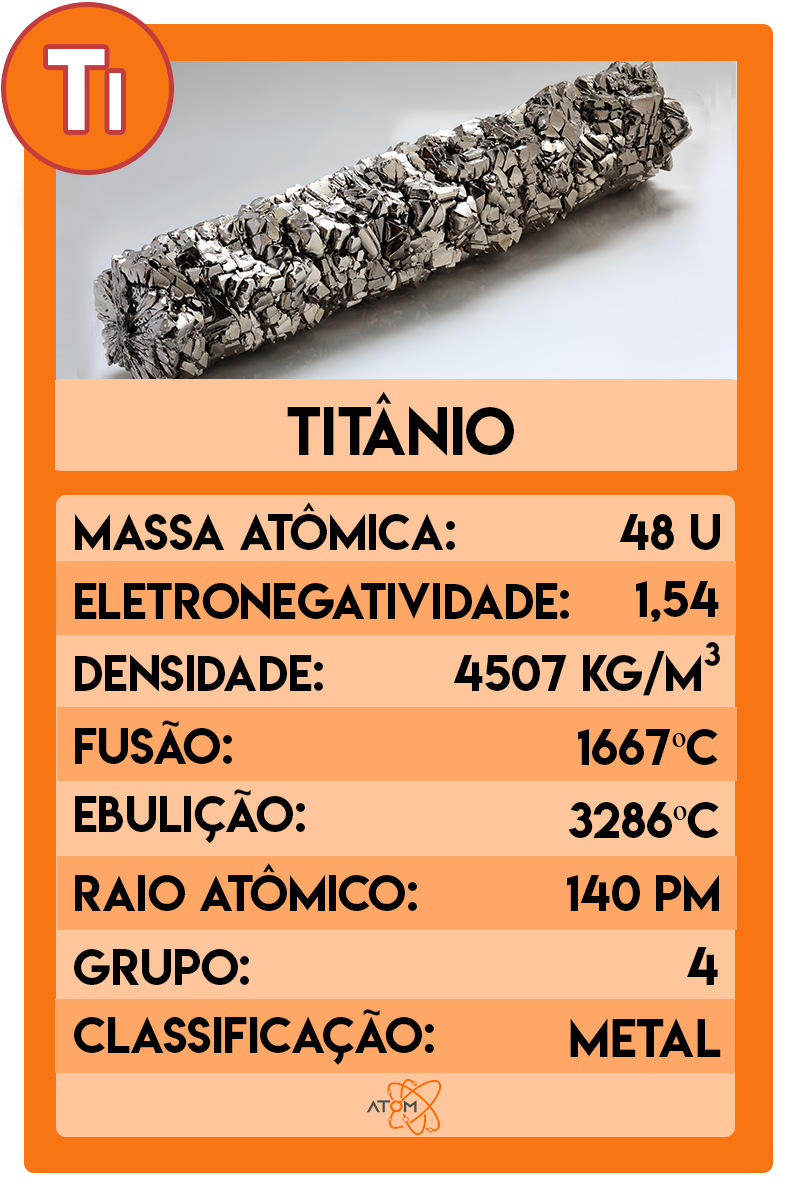 Ti
TITÂNIO
MASSA ATÔMICA: 48 U
ELETRONEGATIVIDADE: 1,54
DENSIDADE: 4507 KG/M³
FUSÃO: 1667ºC
EBULIÇÃO: 3286ºC
RAIO ATÔMICO: 140 PM
GRUPO: 4
CLASSIFICAÇÃO: METAL
ATOM